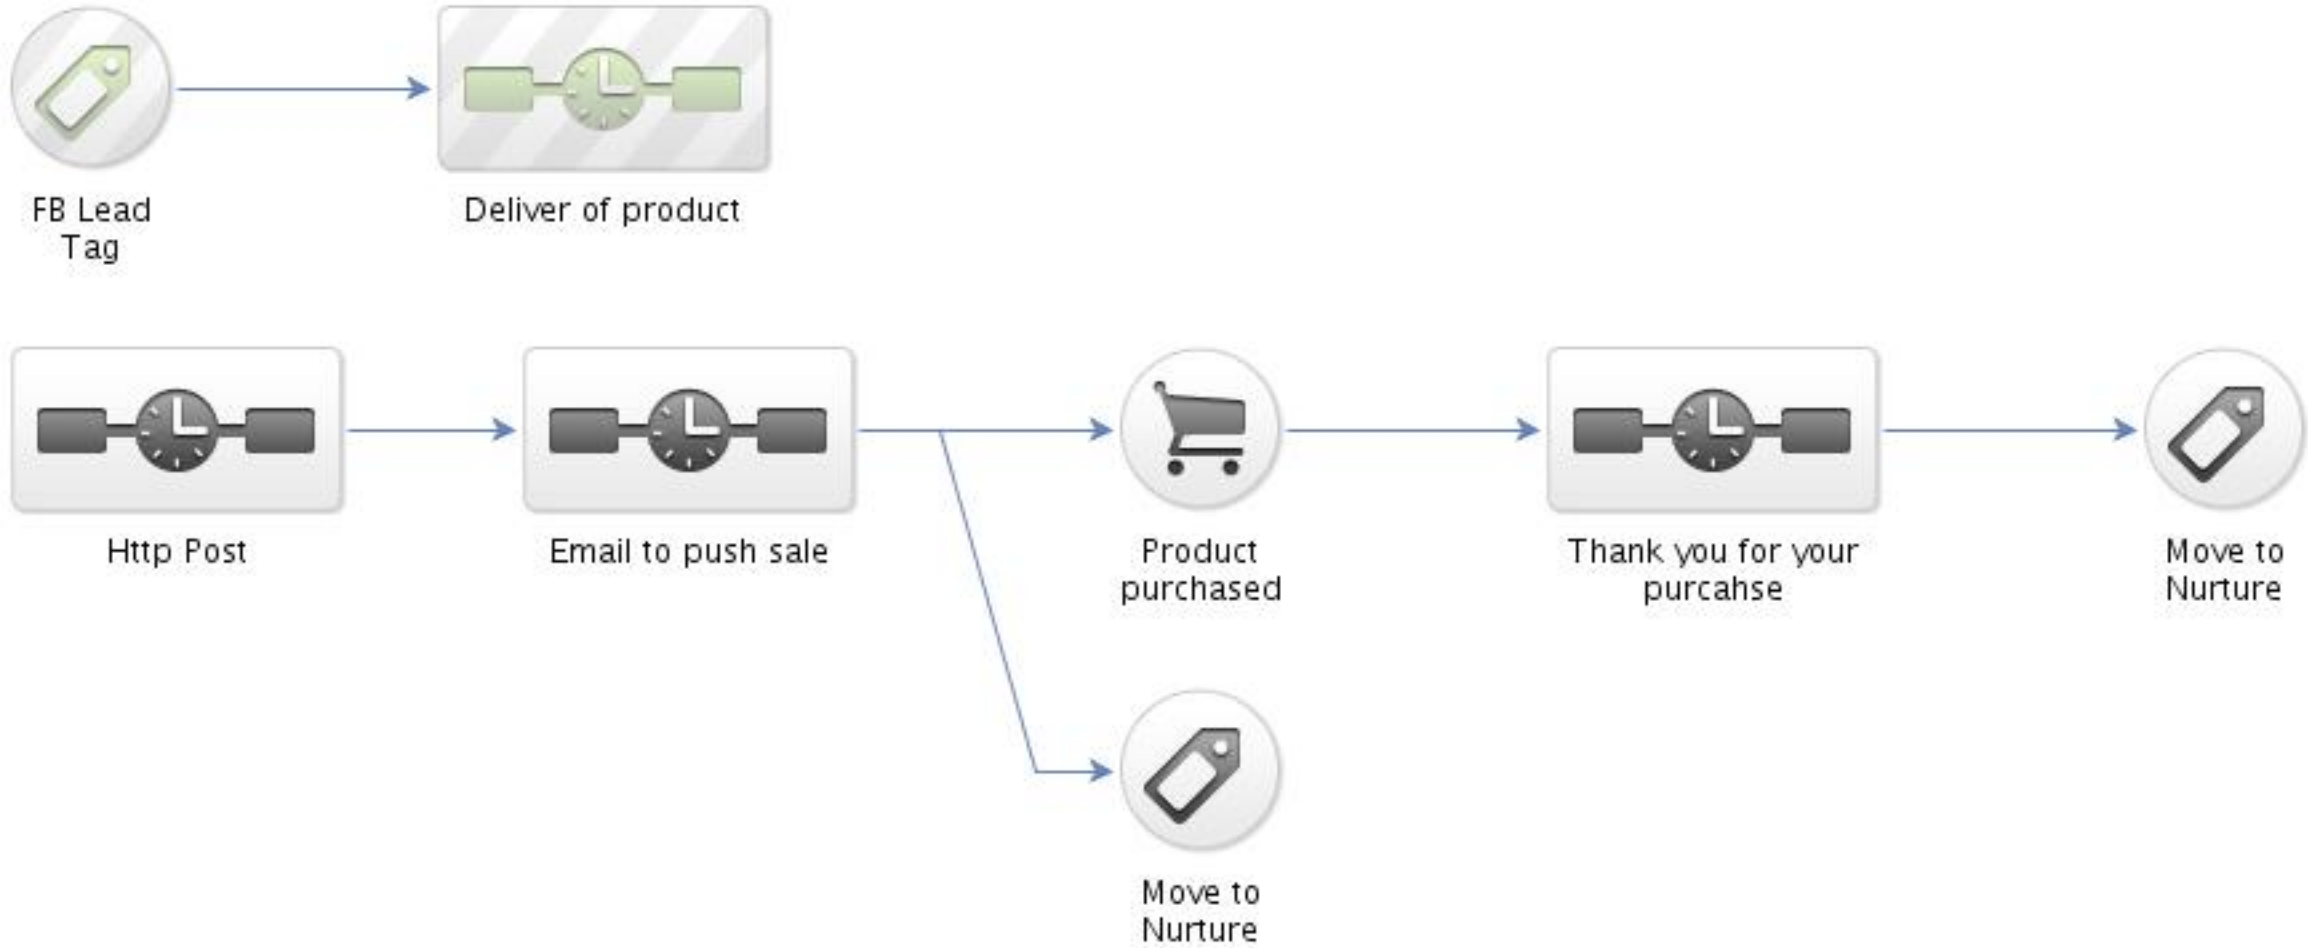 FB Lead
Tag
Deliver of product
Http Post
Email to push sale
Product
purchased
Thank you for your
purcahse
Move to
Nurture
Move to
Nurture